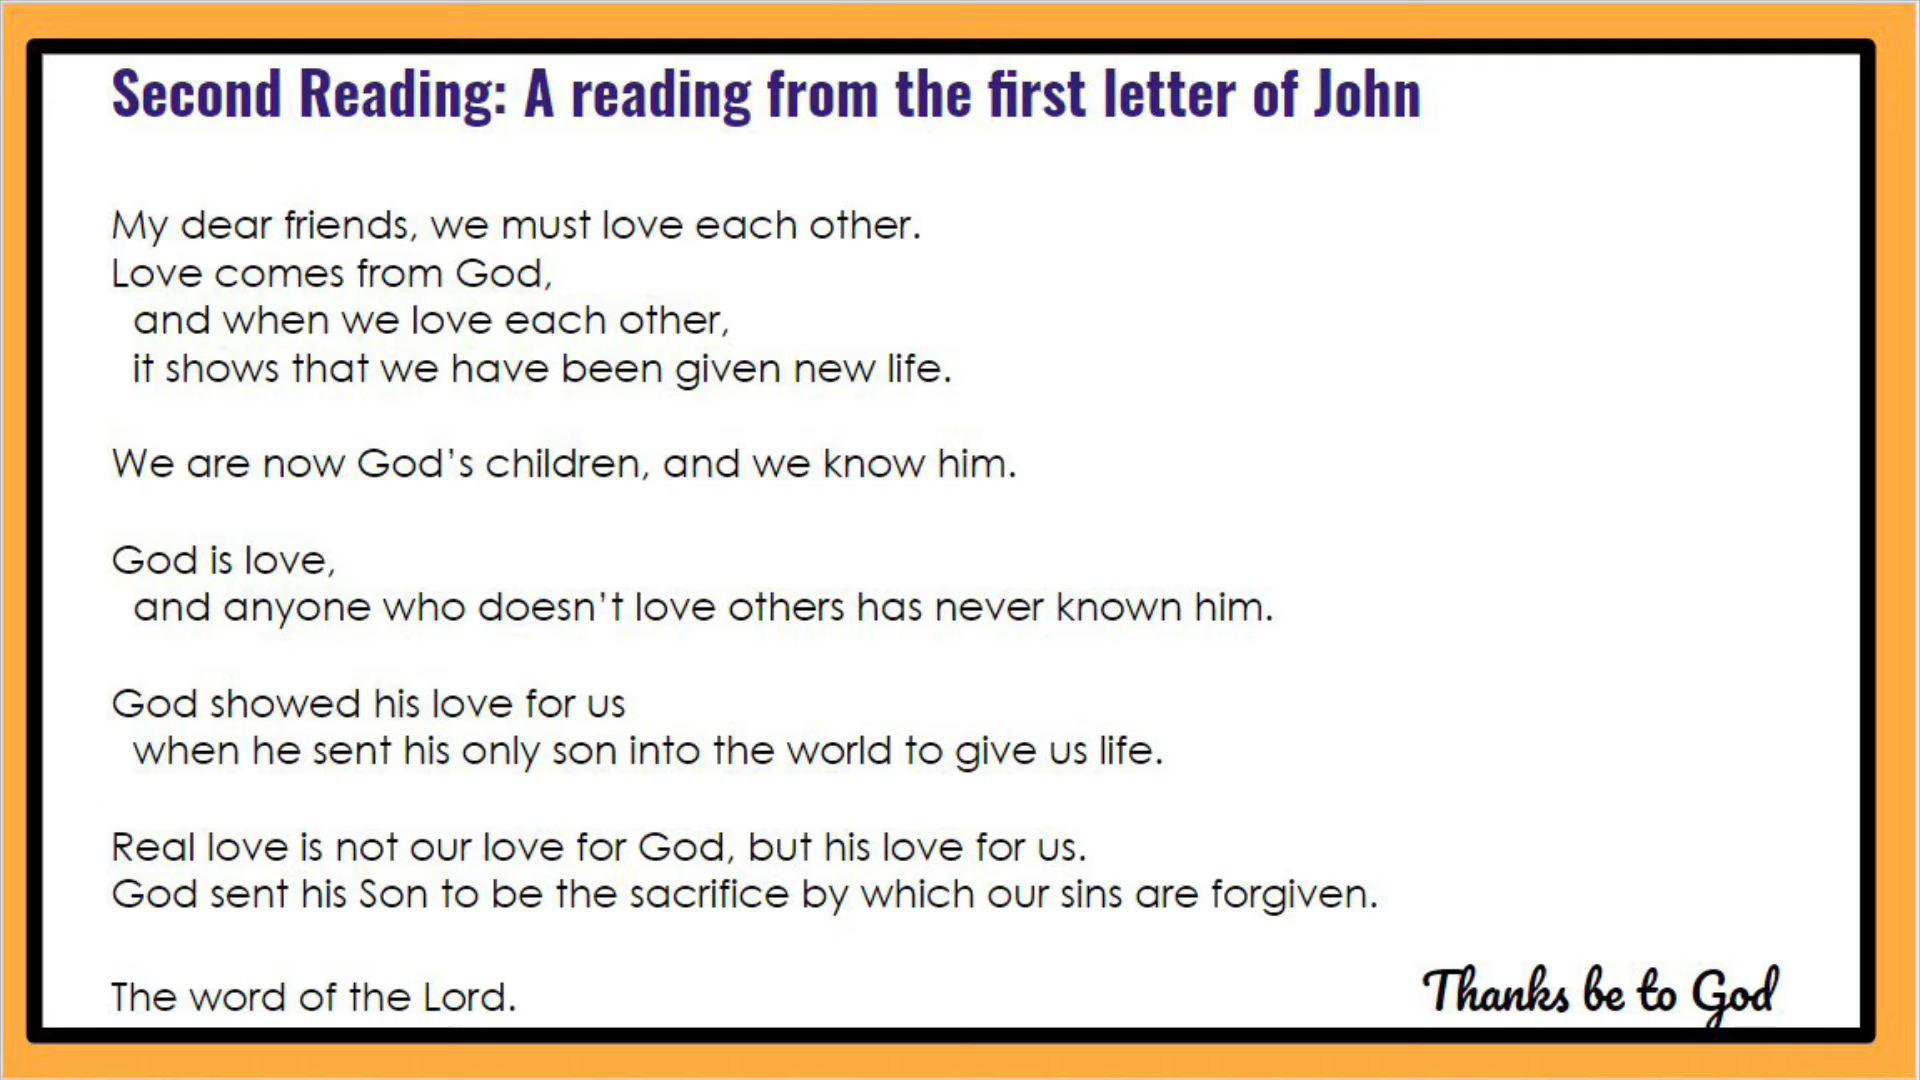 Second Reading: A reading from the first letter of John
My dear friends, we must love each other.
Love comes from God,
and when we love each other,
it shows that we have been given new life.
We are now God’s children, and we know him.
God is love,
and anyone who doesn’t love others has never known him.
God showed his love for us
when he sent his only son into the world to give us life.
Real love is not our love for God, but his love for us.
God sent his Son to be the sacrifice by which our sins are forgiven.
The word of the Lord.
Thanks be to God